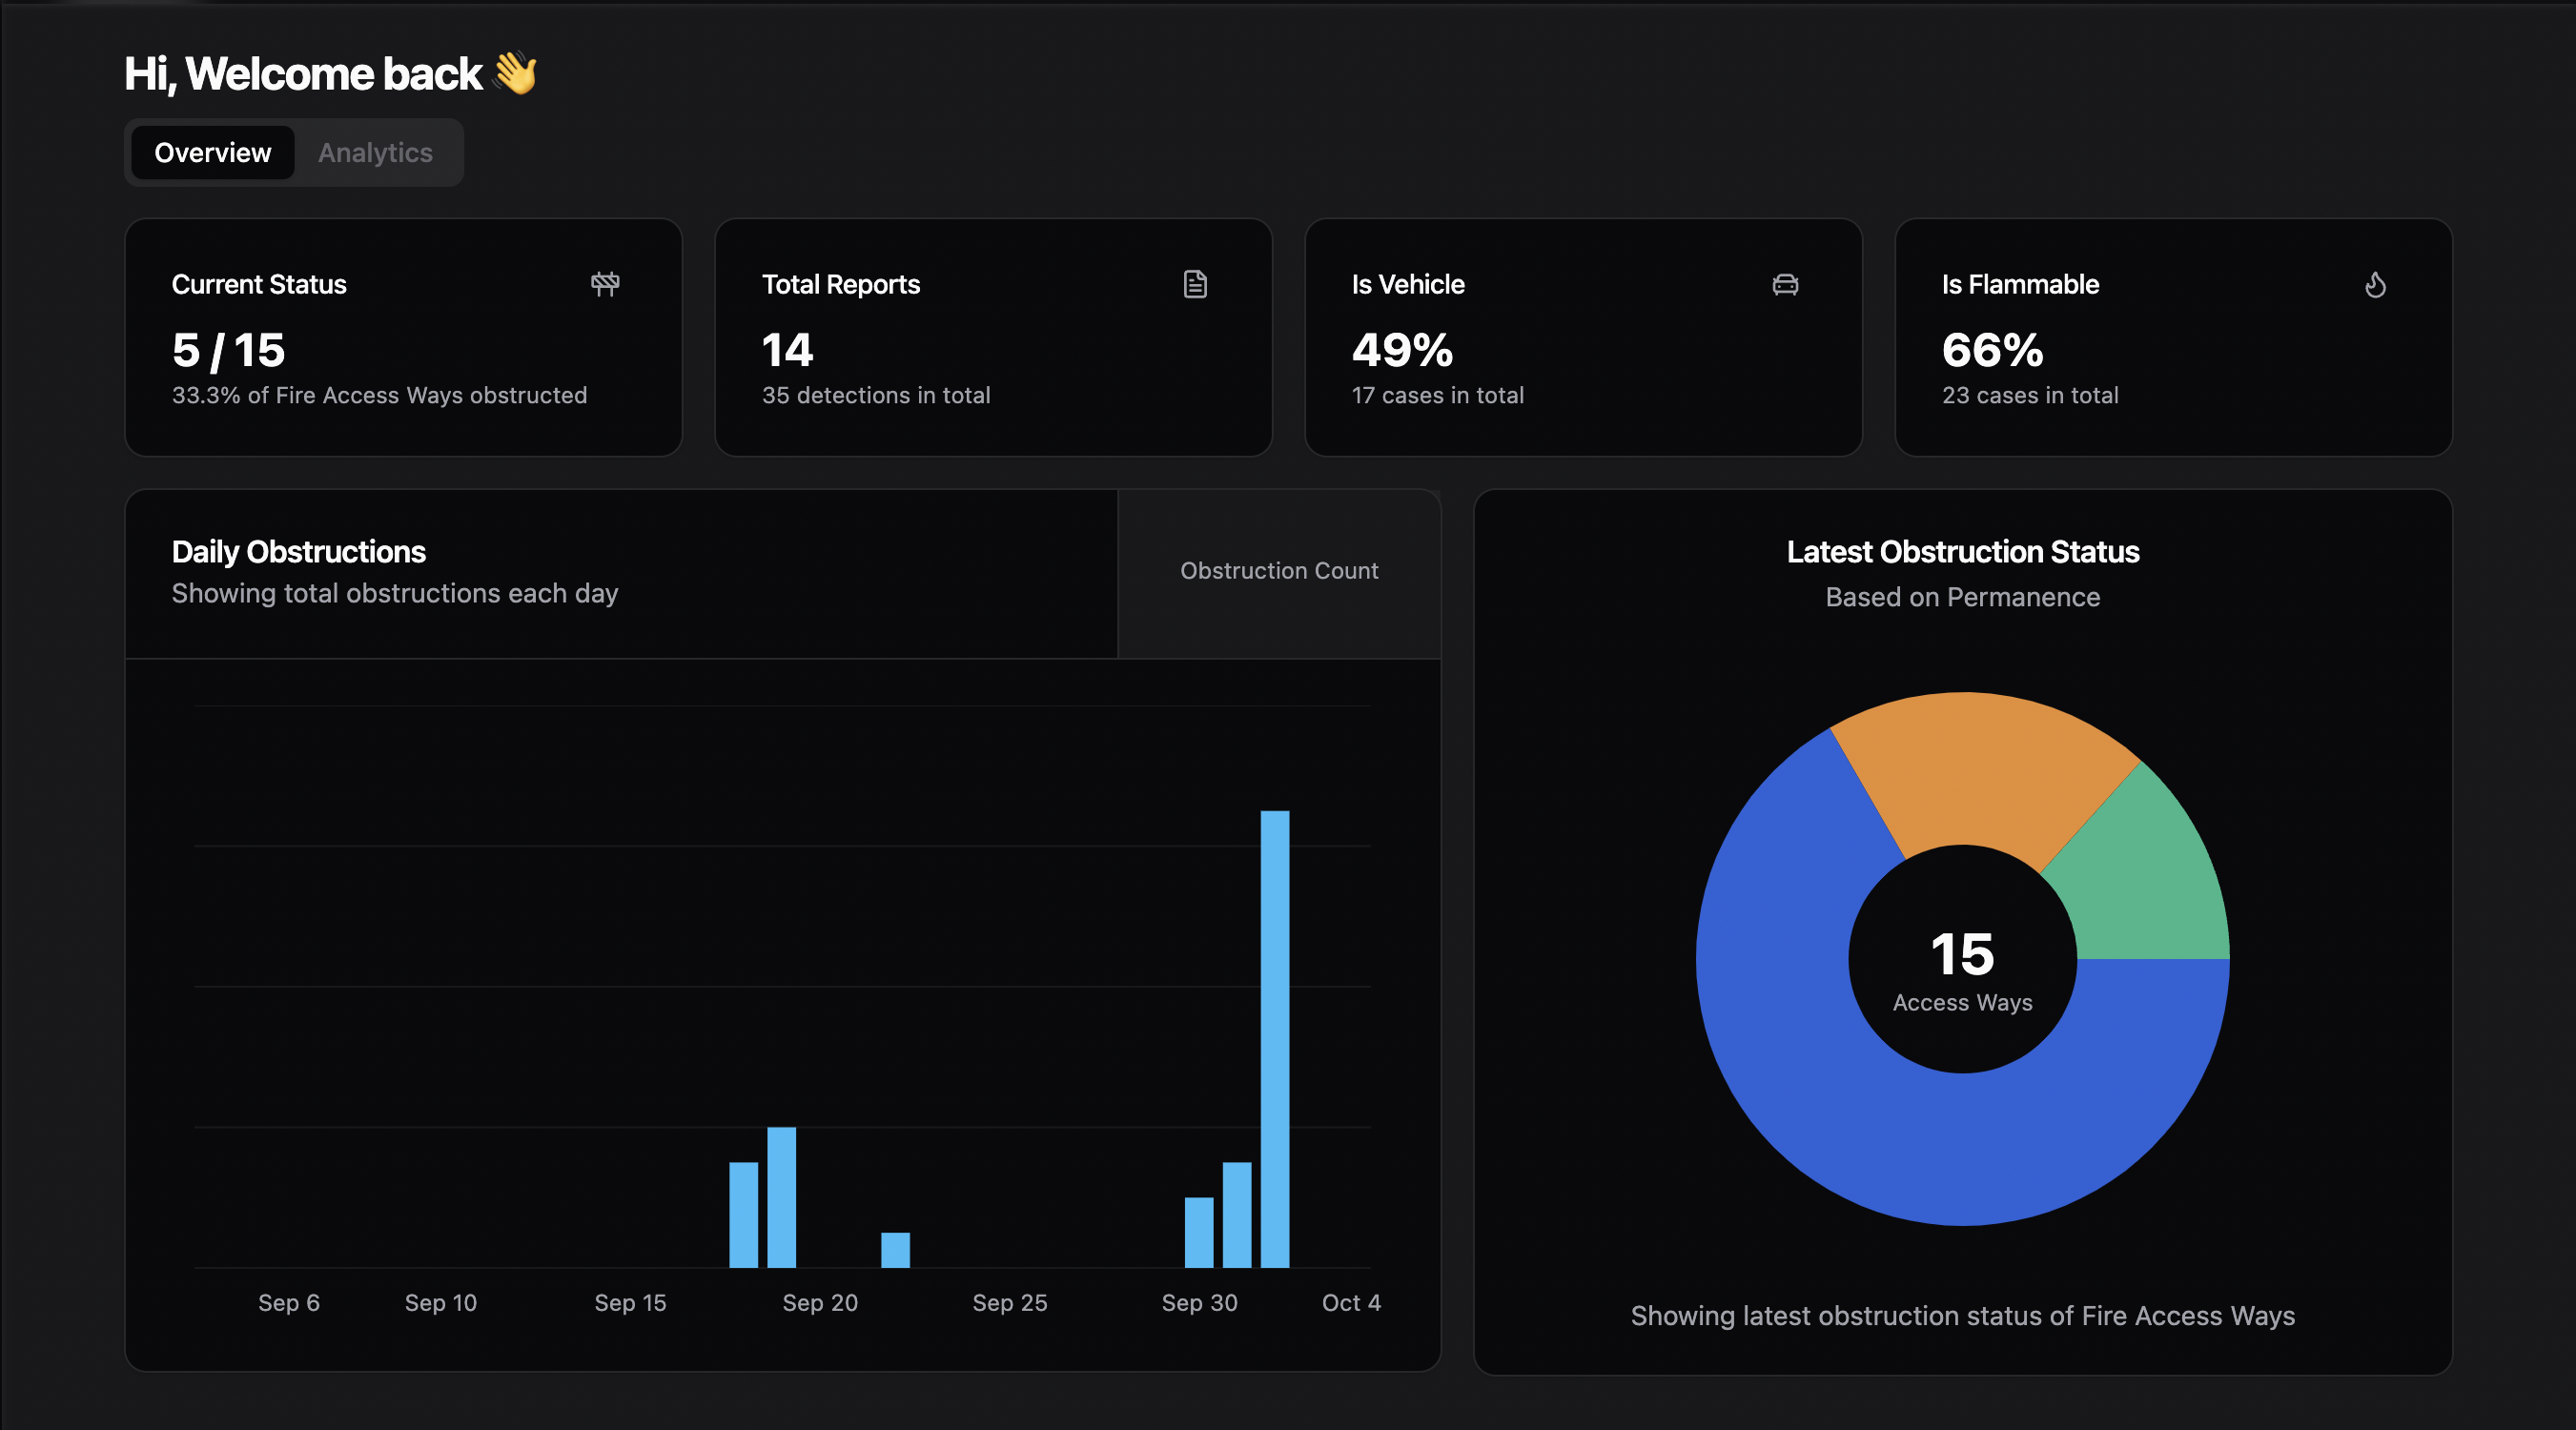 Hi, Welcome back 👋
Overview
Analytics
Current Status
5 / 15
33.3% of Fire Access Ways obstructed
Total Reports
14
35 detections in total
Is Vehicle
49%
17 cases in total
Is Flammable
66%
23 cases in total
Daily Obstructions
Showing total obstructions each day
Obstruction Count
Sep 6 Sep 10 Sep 15 Sep 20 Sep 25 Sep 30 Oct 4
Latest Obstruction Status
Based on Permanence
15
Access Ways
Showing latest obstruction status of Fire Access Ways